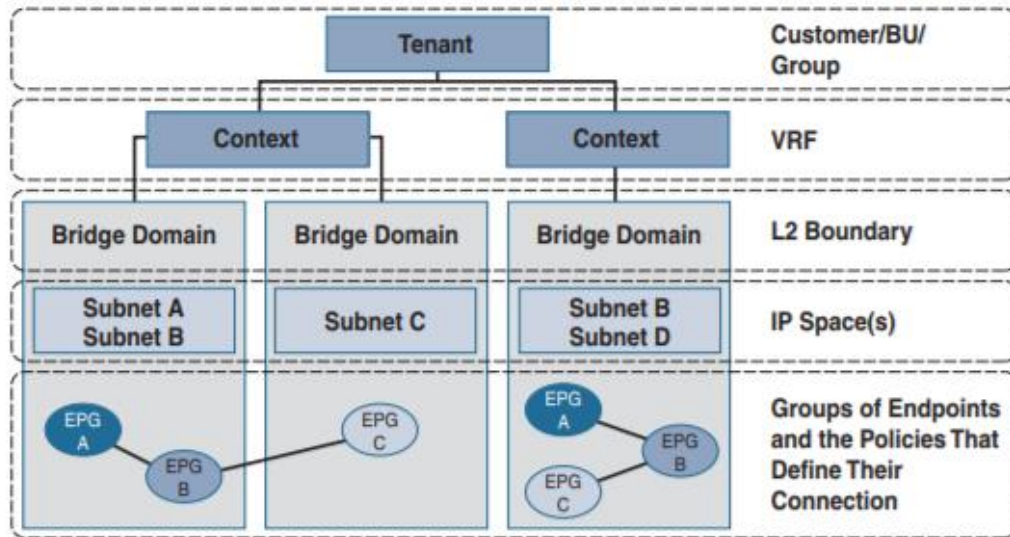 Tenant
Customer/BU/
Group
Context
Context
VRF
Bridge Domain
Bridge Domain
Bridge Domain
L2 Boundary
Subnet A
Subnet B
Subnet C
Subnet B
Subnet D
IP Space(s)
EPG
A
EPG
B
EPG
C
EPG
A
EPG
B
EPG
C
Groups of Endpoints
and the Policies That
Define Their
Connection